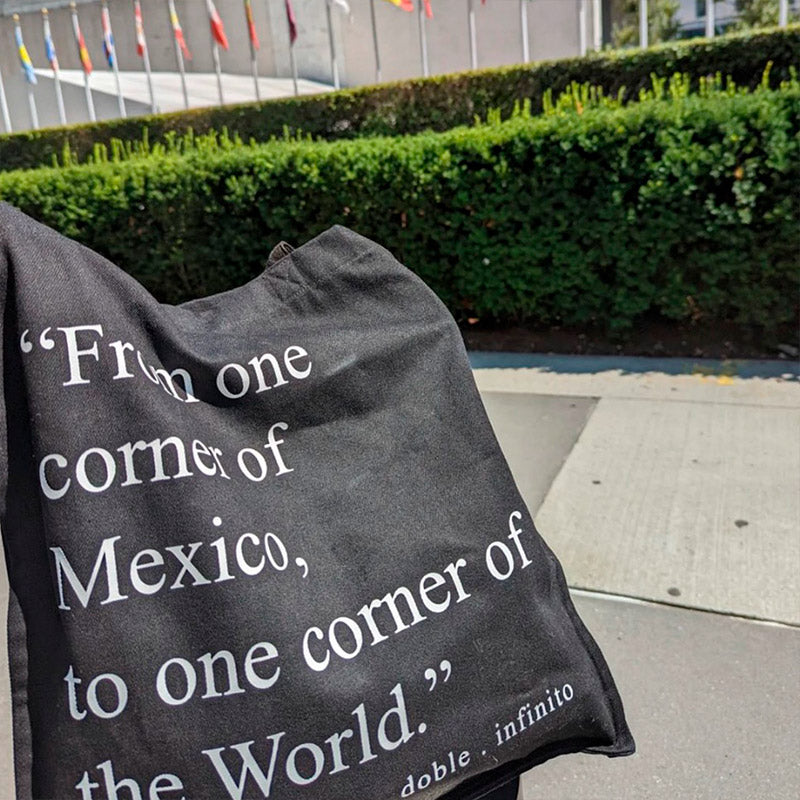 “From one
corner of
Mexico,
to one corner of
the World.”
doble . infinito